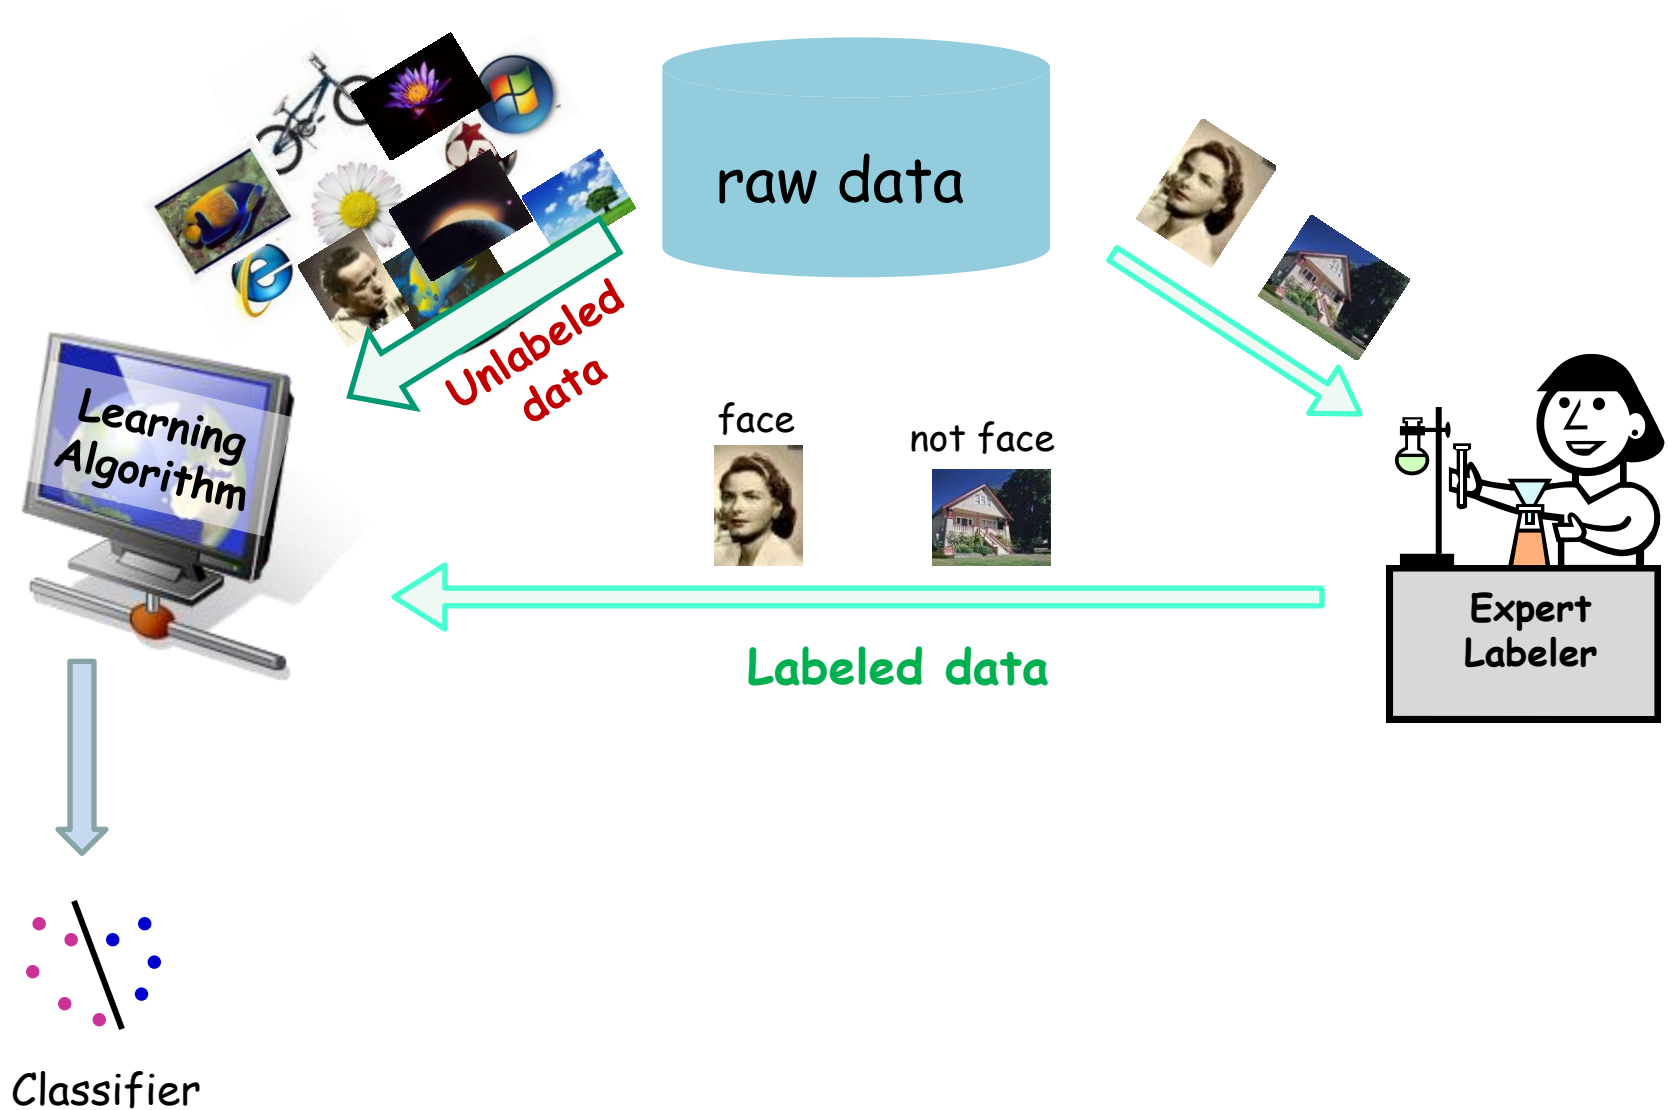 raw data
Unlabeled
data
Learning
Algorithm
face
not face
Labeled data
Expert
Labeler
Classifier